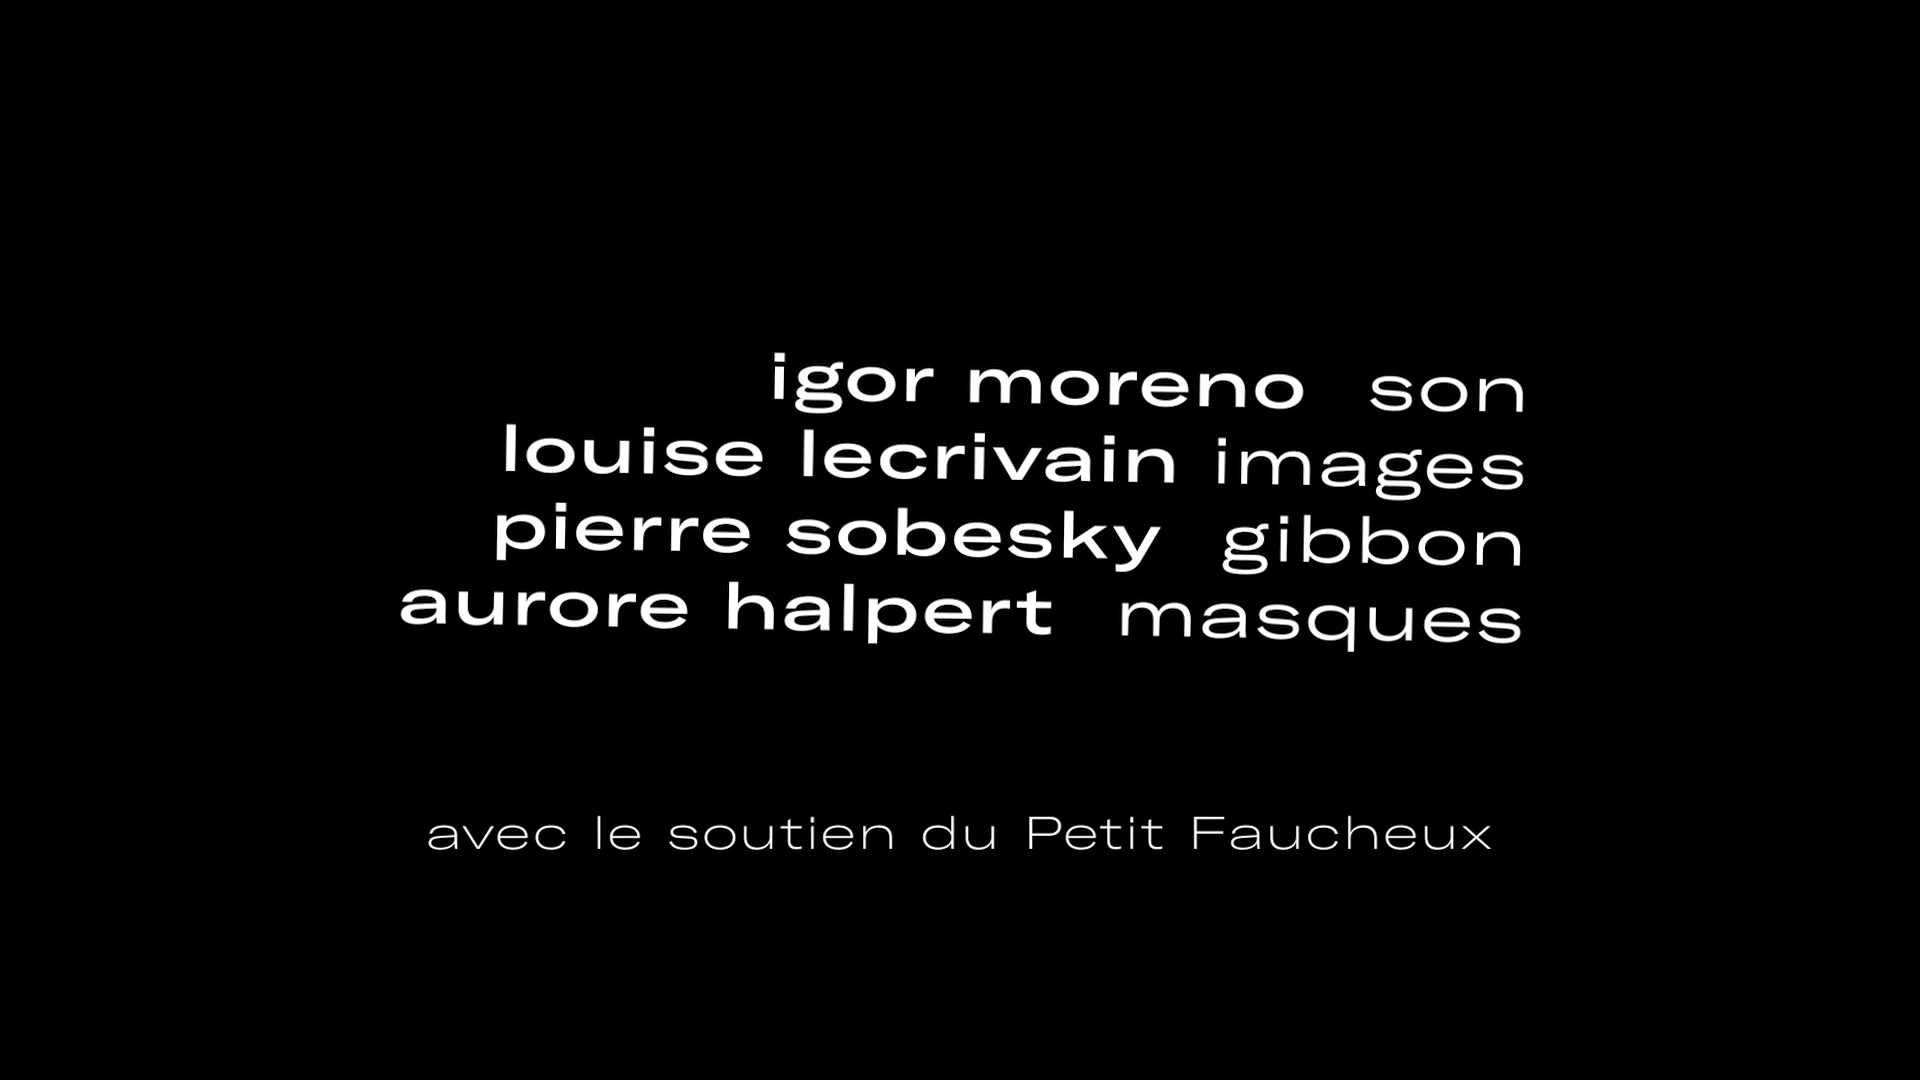 igor moreno son
louise lecrivain images
pierre sobesky gibbon
aurore halpert masques
avec le soutien du Petit Faucheux